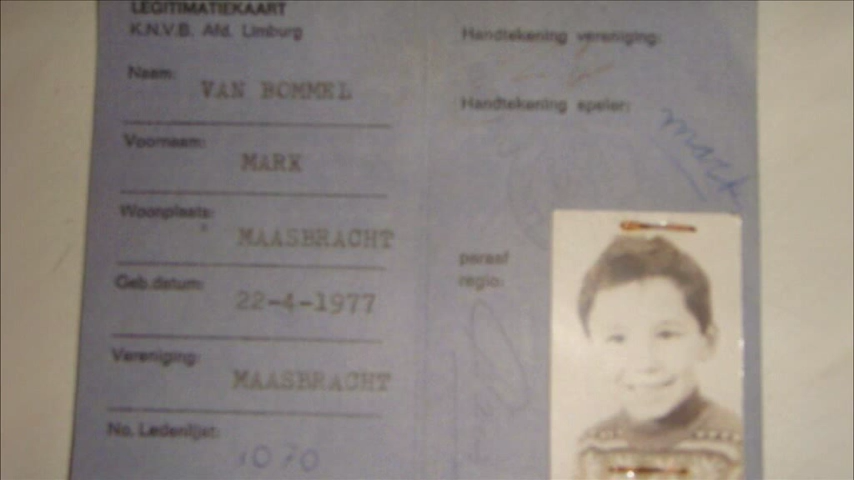 LEGITIMATIEKAART
K.N.V.B. Afd. Limburg
Naam: VAN BOMMEL
Voornaam: MARK
Woonplaats: MAASBRACHT
Geb.datum: 22-4-1977
Vereniging: MAASBRACHT
No. Ledenlijst: 1070
Handtekening vereniging:
Handtekening speler:
mark
paraaf
regio: